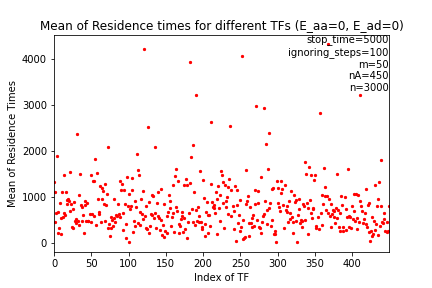 Mean of Residence times for different TFs (E_aa=0, E_ad=0)
stop_time=5000
ignoring_steps=100
m=50
nA=450
n=3000
Mean of Residence Times
4000
3000
2000
1000
0
0 50 100 150 200 250 300 350 400
Index of TF